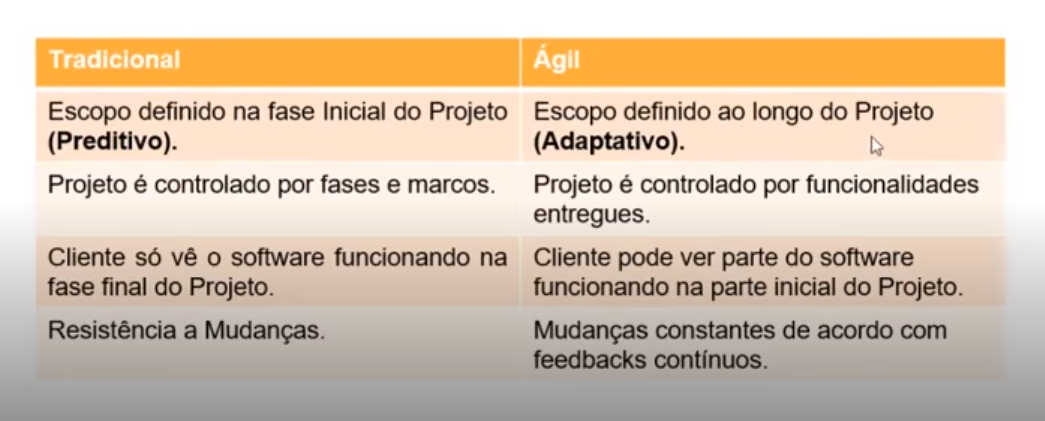 Tradicional
Ágil
Escopo definido na fase Inicial do Projeto
(Preditivo).
Escopo definido ao longo do Projeto
(Adaptativo).
Projeto é controlado por fases e marcos.
Projeto é controlado por funcionalidades
entregues.
Cliente só vê o software funcionando na
fase final do Projeto.
Cliente pode ver parte do software
funcionando na parte inicial do Projeto.
Resistência a Mudanças.
Mudanças constantes de acordo com
feedbacks contínuos.